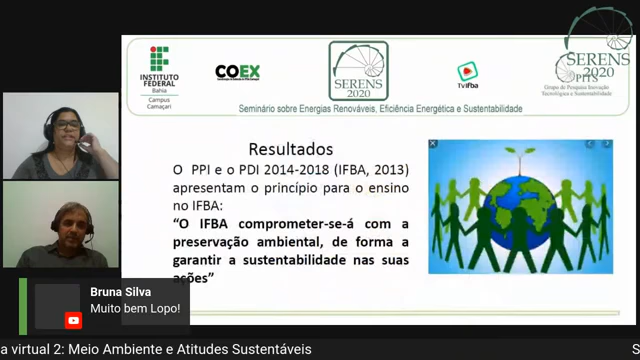 SERENS
2020
OPITS
Grupo de Pesquisa Inovação
Tecnológica e Sustentabilidade
INSTITUTO
FEDERAL
Bahia
Campus
Camaçari
COEX
SERENS
2020
TV ifba
Seminário sobre Energias Renováveis, Eficiência Energética e Sustentabilidade
Resultados
O PPI e o PDI 2014-2018 (IFBA, 2013)
apresentam o princípio para o ensino
no IFBA:
“O IFBA comprometer-se-á com a
preservação ambiental, de forma a
garantir a sustentabilidade nas suas
ações”
Bruna Silva
Muito bem Lopo!
a virtual 2: Meio Ambiente e Atitudes Sustentáveis
S